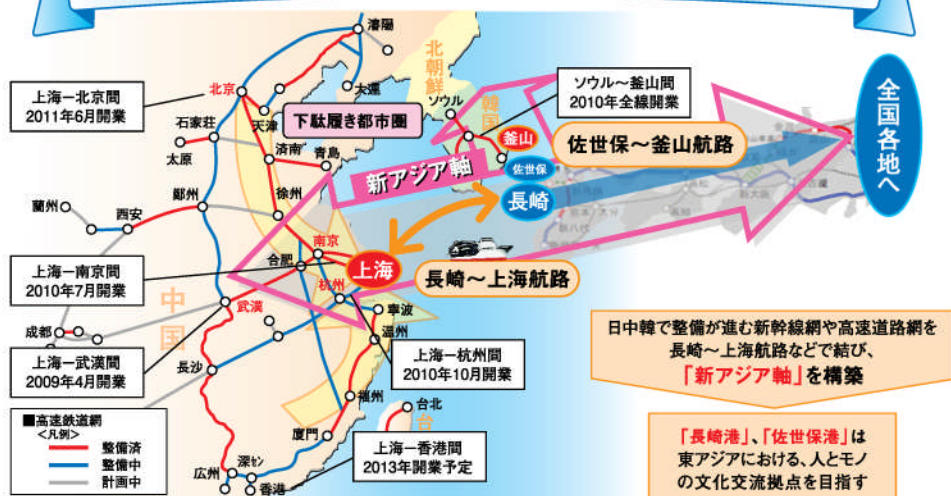 瀋陽
北朝鮮
大連
北京
天津
下駄履き都市圏
上海ー北京間
2011年6月開業
石家荘
太原
済南
青島
ソウル
韓国
釜山
ソウル～釜山間
2010年全線開業
佐世保～釜山航路
全国各地へ
新アジア軸
佐世保
長崎
鄭州
徐州
蘭州
西安
南京
合肥
上海
杭州
長崎～上海航路
上海ー南京間
2010年7月開業
中国
武漢
寧波
温州
成都
上海ー武漢間
2009年4月開業
長沙
上海ー杭州間
2010年10月開業
日中韓で整備が進む新幹線網や高速道路網を
長崎～上海航路などで結び、
「新アジア軸」を構築
福州
台北
台
厦門
上海ー香港間
2013年開業予定
広州
深セン
香港
■高速鉄道網
<凡例>
整備済
整備中
計画中
「長崎港」、「佐世保港」は
東アジアにおける、人とモノ
の文化交流拠点を目指す